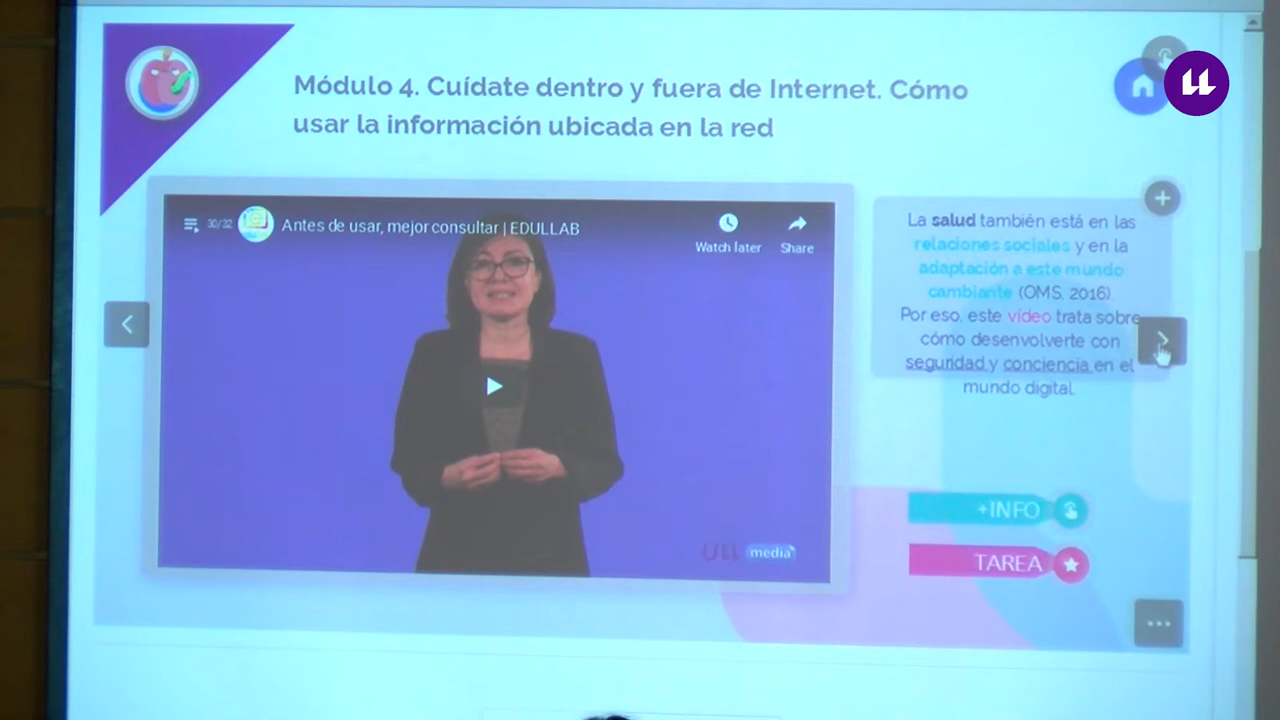 Módulo 4. Cuídate dentro y fuera de Internet. Cómo
usar la información ubicada en la red
30/32
Antes de usar, mejor consultar | EDULLAB
Watch later
Share
La salud también está en las
relaciones sociales y en la
adaptación a este mundo
cambiante (OMS, 2016).
Por eso, este vídeo trata sobre
cómo desenvolverte con
seguridad y conciencia en el
mundo digital.
+INFO
TAREA
ULL media